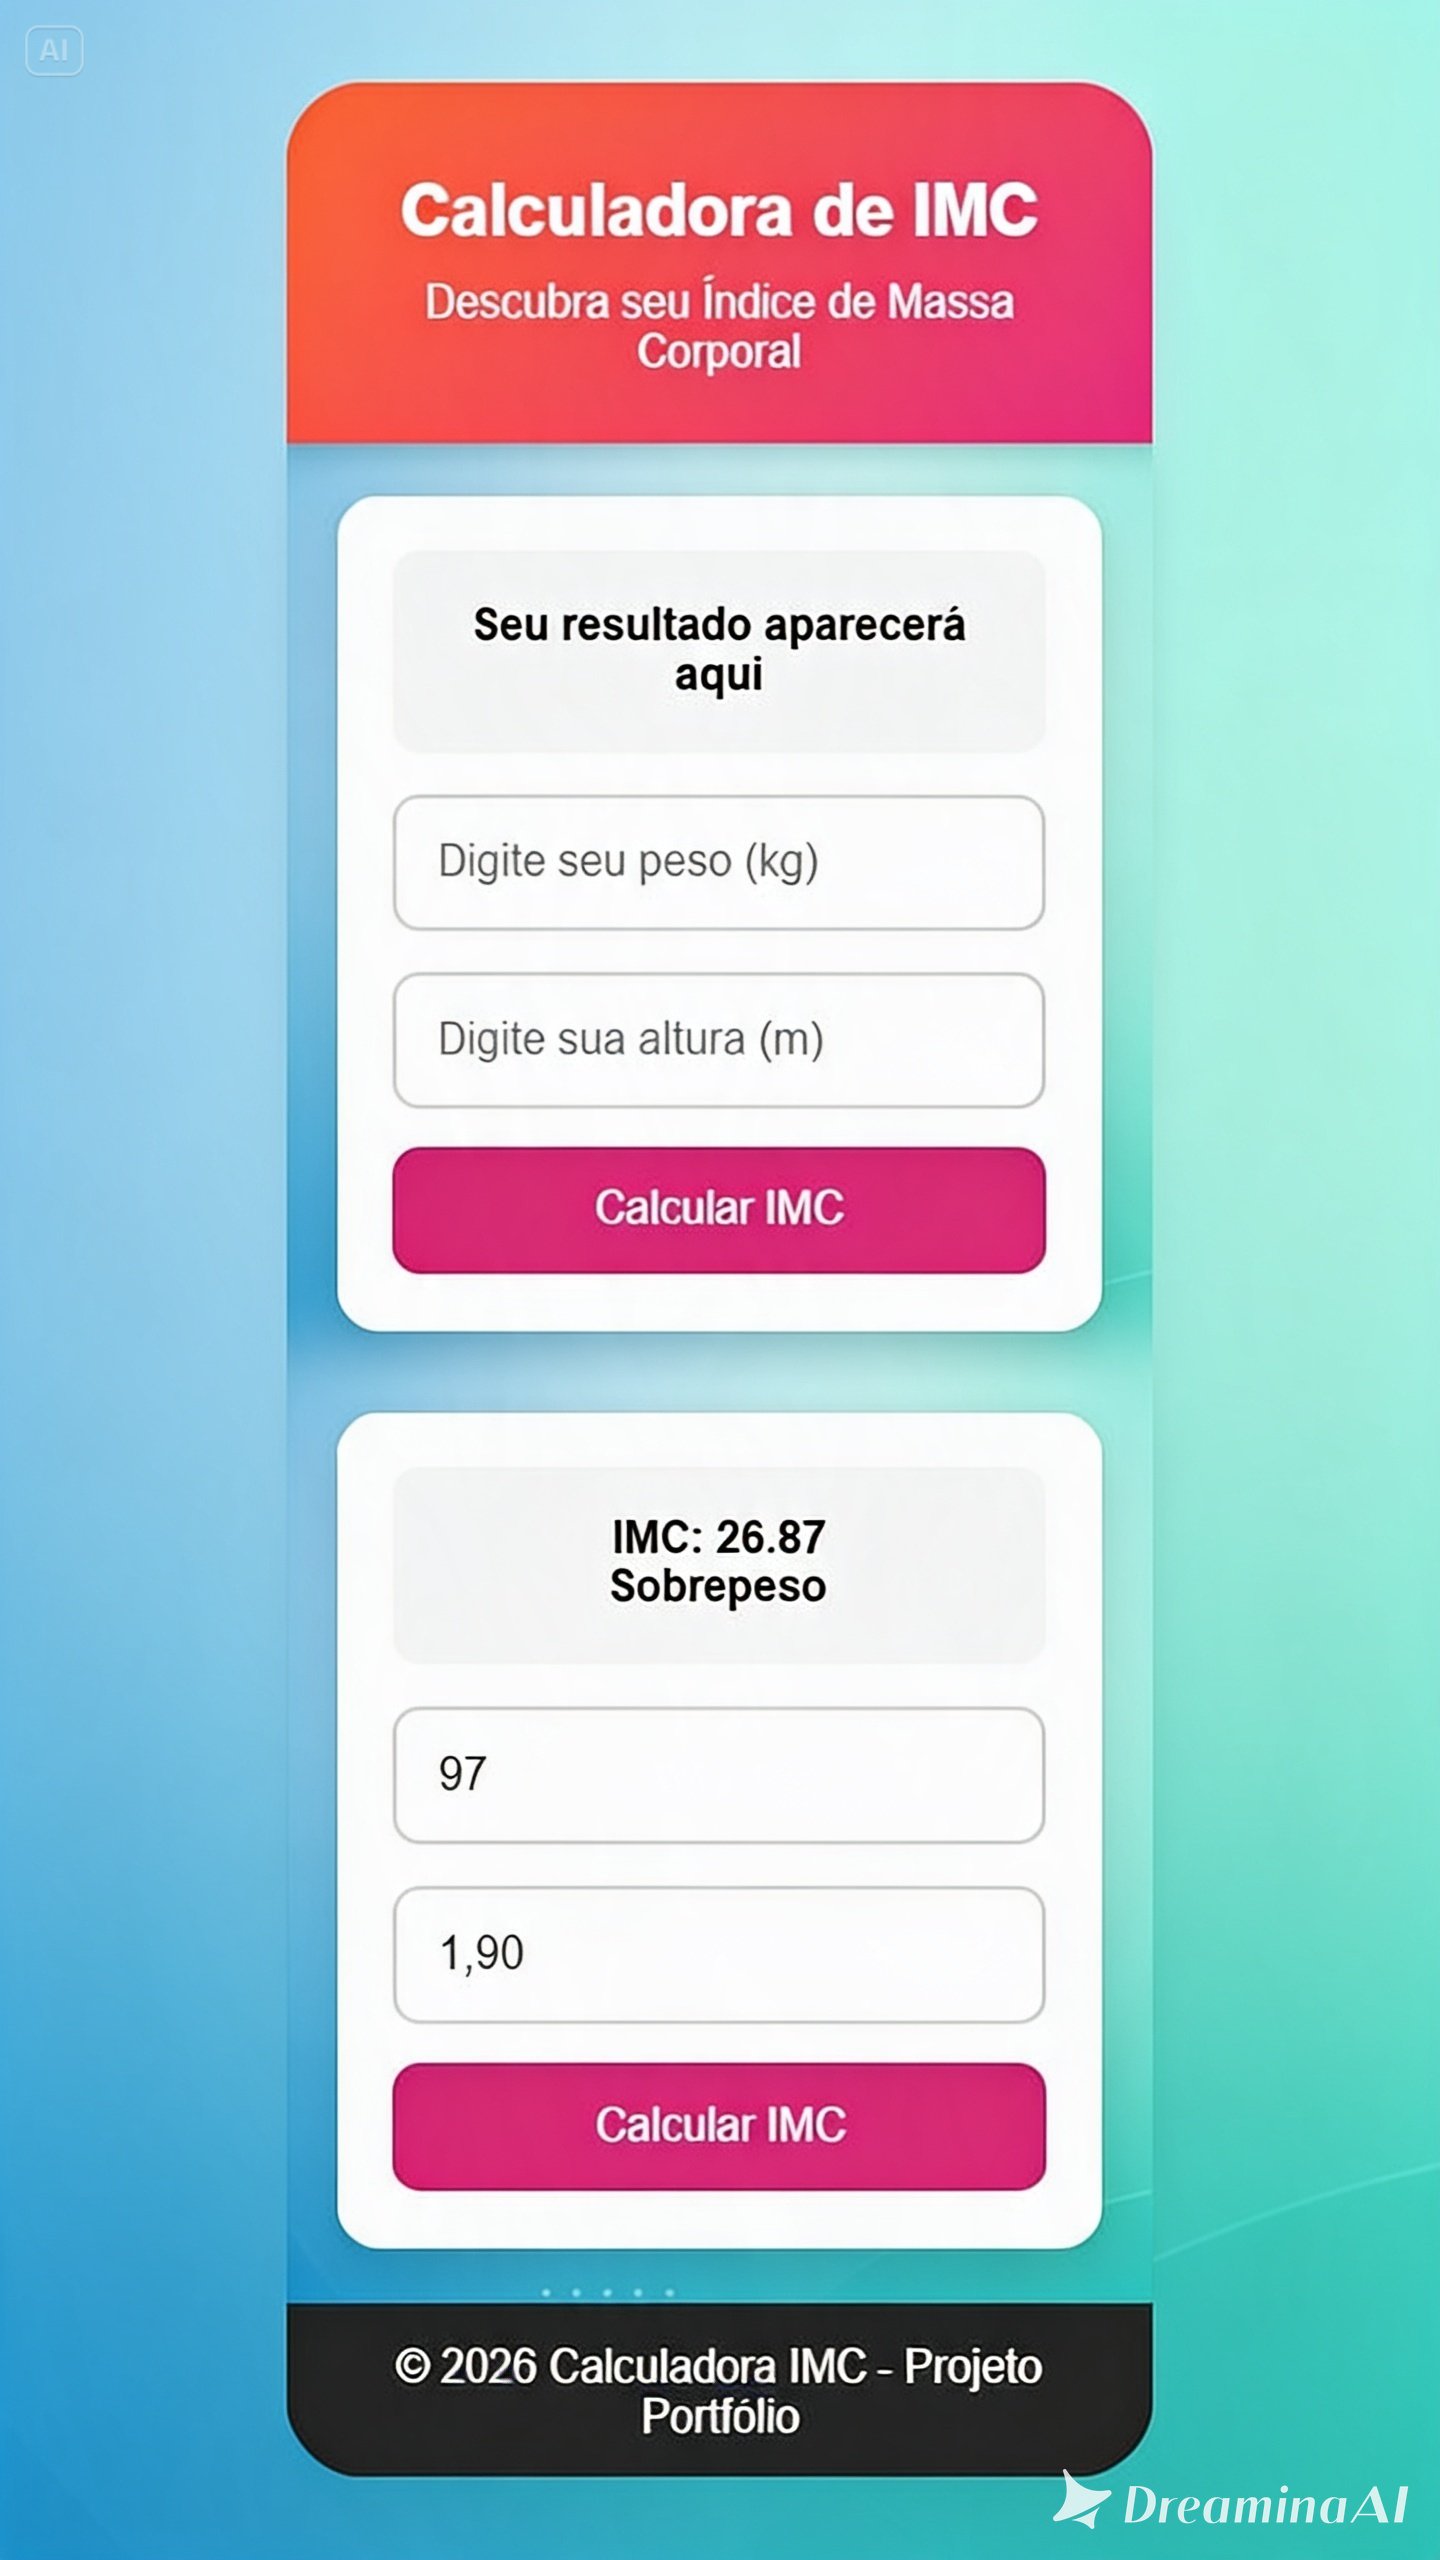 AI
Calculadora de IMC
Descubra seu Índice de Massa
Corporal
Seu resultado aparecerá
aqui
Digite seu peso (kg)
Digite sua altura (m)
Calcular IMC
IMC: 26.87
Sobrepeso
97
1,90
Calcular IMC
© 2026 Calculadora IMC - Projeto
Portfólio
DreaminaAI